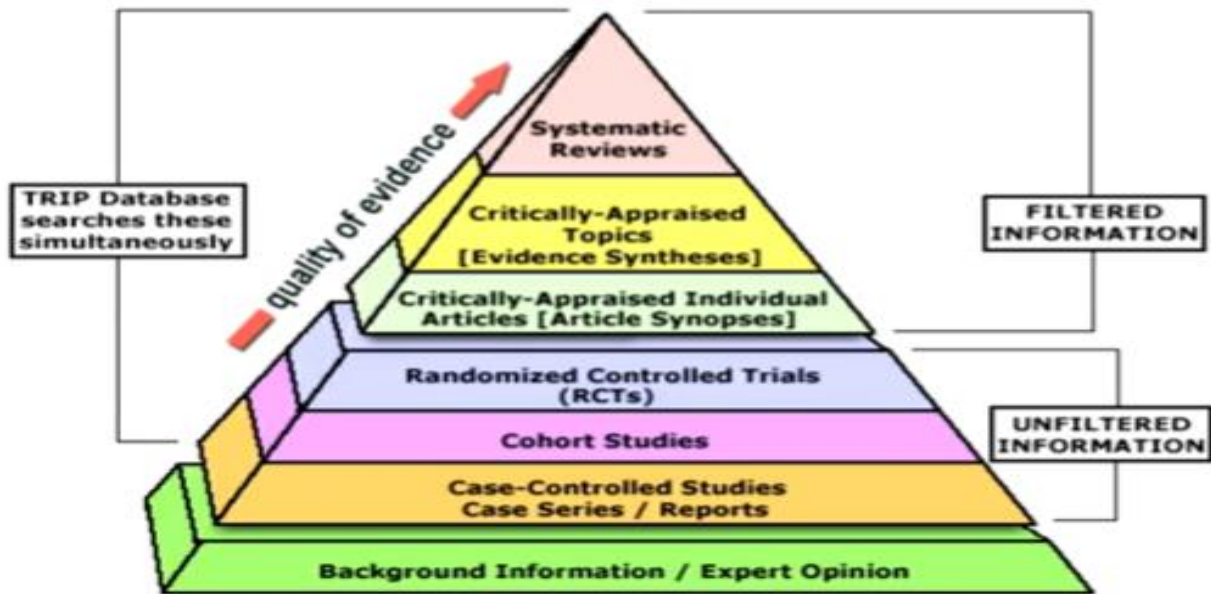 Systematic
Reviews
quality of evidence
TRIP Database
searches these
simultaneously
Critically-Appraised
Topics
[Evidence Syntheses]
FILTERED
INFORMATION
Critically-Appraised Individual
Articles [Article Synopses]
Randomized Controlled Trials
(RCTs)
UNFILTERED
INFORMATION
Cohort Studies
Case-Controlled Studies
Case Series / Reports
Background Information / Expert Opinion